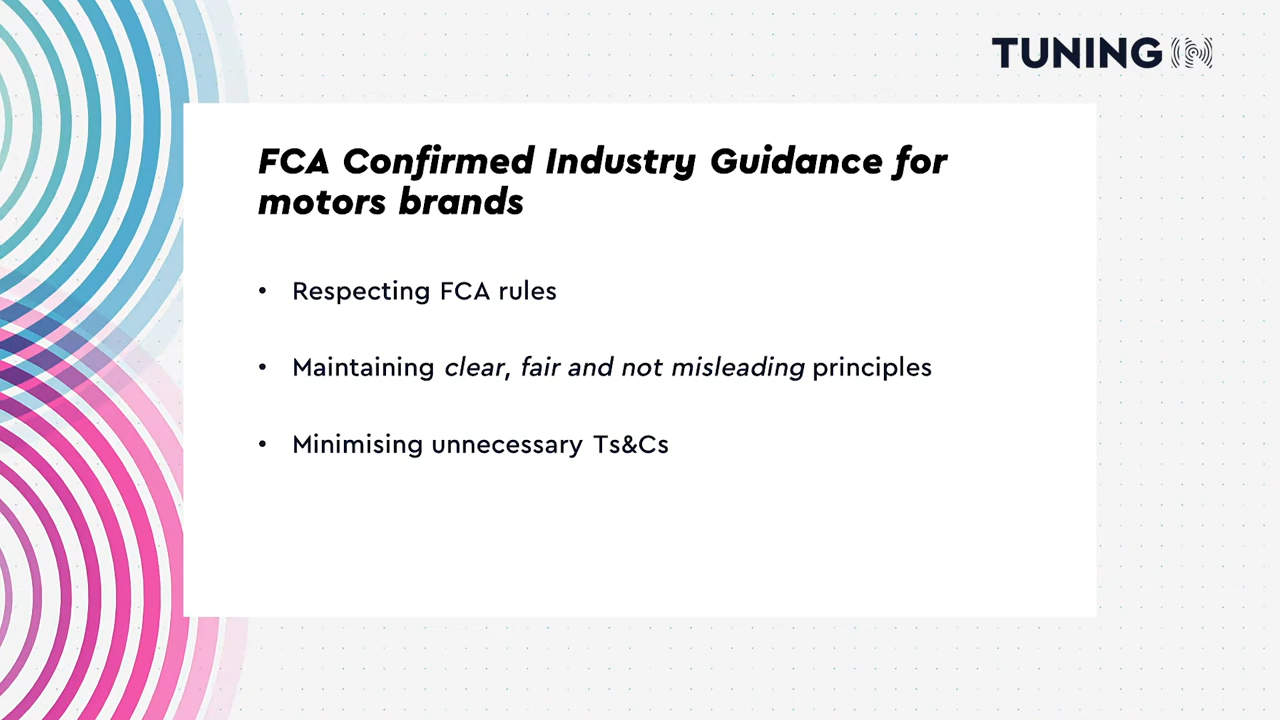 TUNING IN
FCA Confirmed Industry Guidance for
motors brands
• Respecting FCA rules
• Maintaining clear, fair and not misleading principles
• Minimising unnecessary Ts&Cs